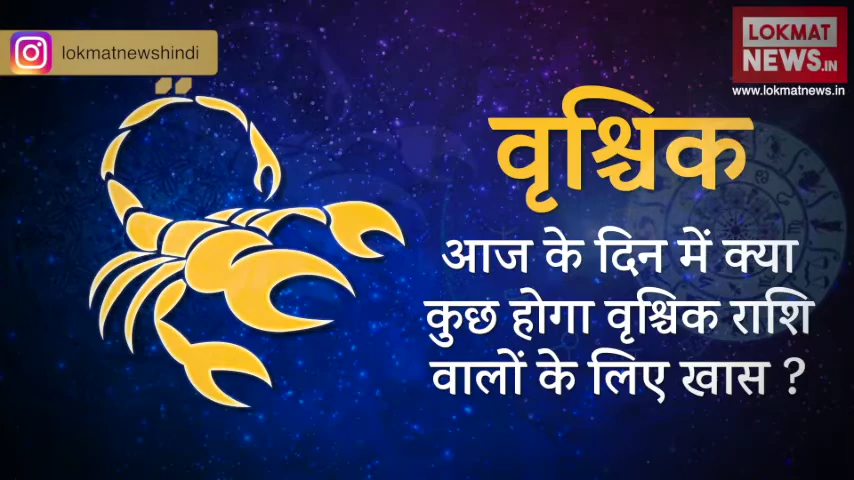 lokmatnewshindi
LOKMAT
NEWS.IN
www.lokmatnews.in
वृश्चिक
आज के दिन में क्या
कुछ होगा वृश्चिक राशि
वालों के लिए खास ?